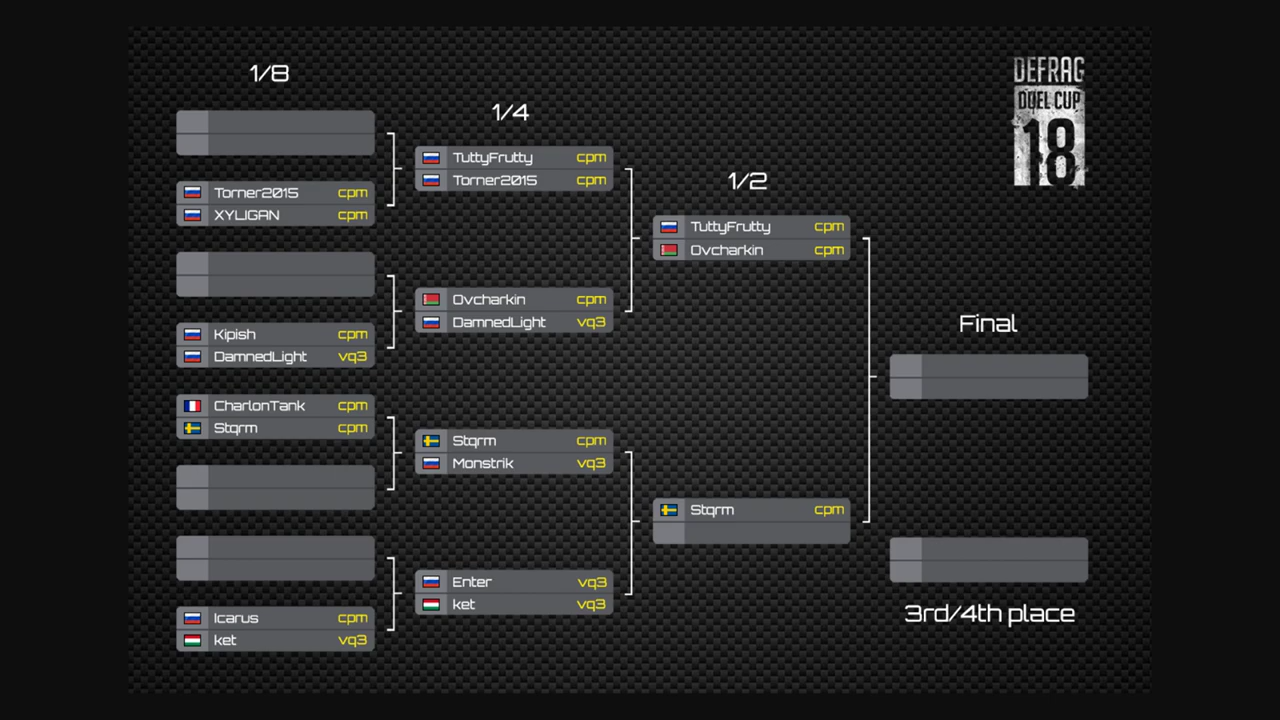 1/8
Torner2015 cpm
XYLIGAN cpm
Kipish cpm
DamnedLight vq3
CharlonTank cpm
Stqrm cpm
Icarus cpm
ket vq3
1/4
TuttyFrutty cpm
Torner2015 cpm
Ovcharkin cpm
DamnedLight vq3
Stqrm cpm
Monstrik vq3
Enter vq3
ket vq3
1/2
TuttyFrutty cpm
Ovcharkin cpm
Stqrm cpm
DEFRAG
DUEL CUP
18
Final
3rd/4th place